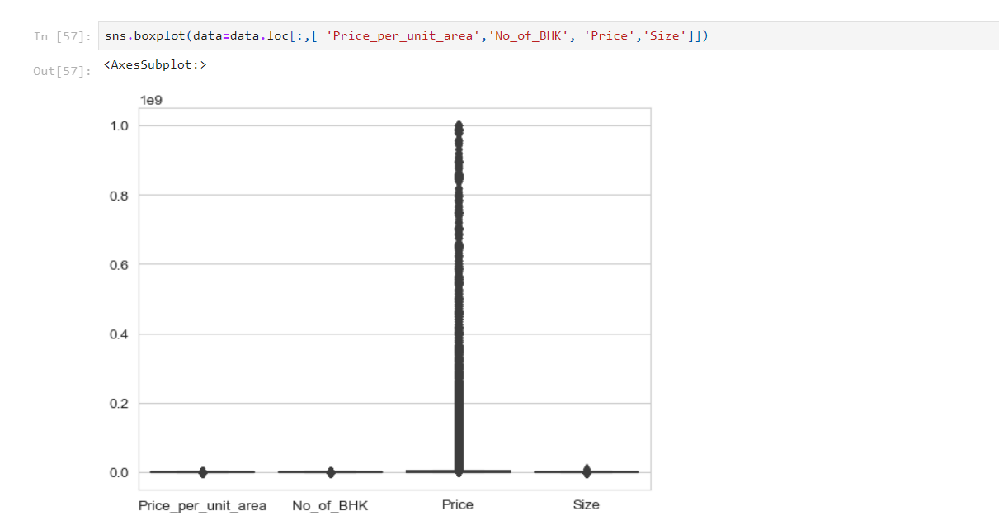 In [57]: sns.boxplot(data=data.loc[:,[ 'Price_per_unit_area','No_of_BHK', 'Price','Size']])
Out[57]: <AxesSubplot:>
1e9
1.0
0.8
0.6
0.4
0.2
0.0
Price_per_unit_area No_of_BHK Price Size